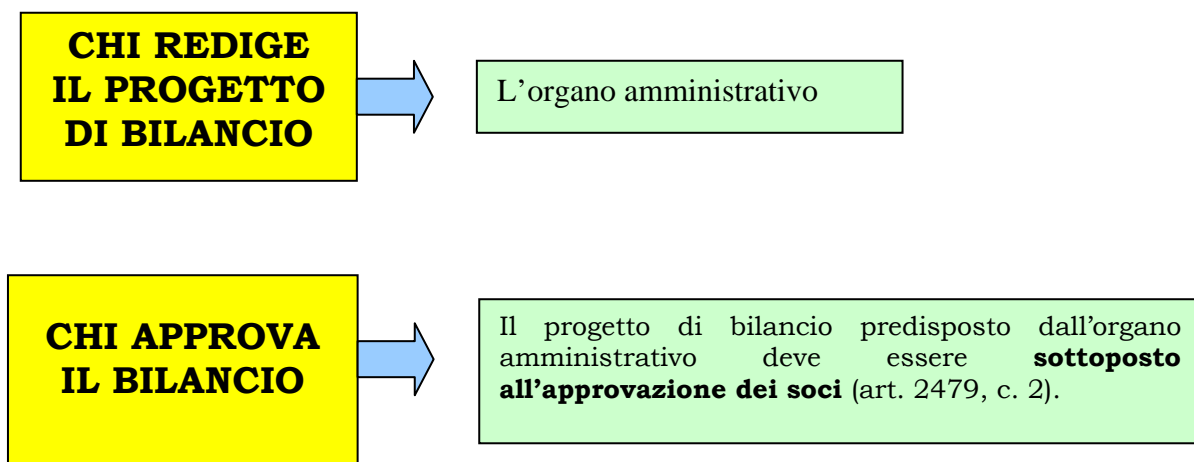 CHI REDIGE
IL PROGETTO
DI BILANCIO
L’organo amministrativo
CHI APPROVA
IL BILANCIO
Il progetto di bilancio predisposto dall’organo
amministrativo deve essere sottoposto
all’approvazione dei soci (art. 2479, c. 2).